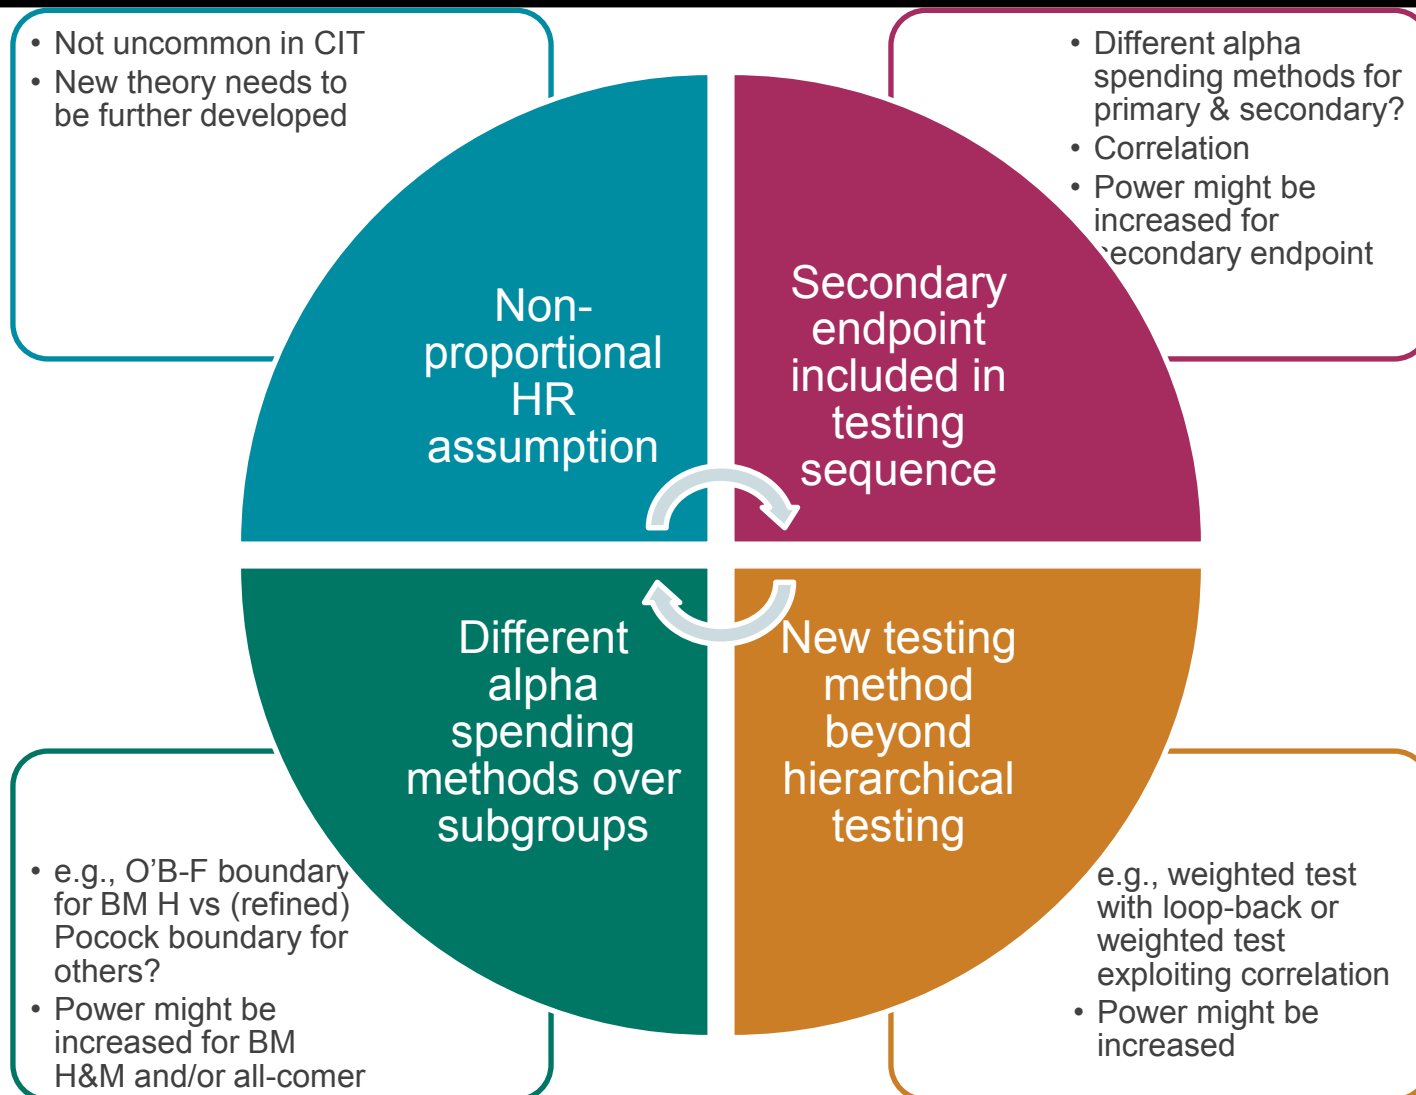 • Not uncommon in CIT
• New theory needs to
be further developed
• Different alpha
spending methods for
primary & secondary?
• Correlation
• Power might be
increased for
secondary endpoint
Non-
proportional
HR
assumption
Secondary
endpoint
included in
testing
sequence
Different
alpha
spending
methods over
subgroups
New testing
method
beyond
hierarchical
testing
• e.g., O'B-F boundary
for BM H vs (refined)
Pocock boundary for
others?
• Power might be
increased for BM
H&M and/or all-comer
e.g., weighted test
with loop-back or
weighted test
exploiting correlation
• Power might be
increased